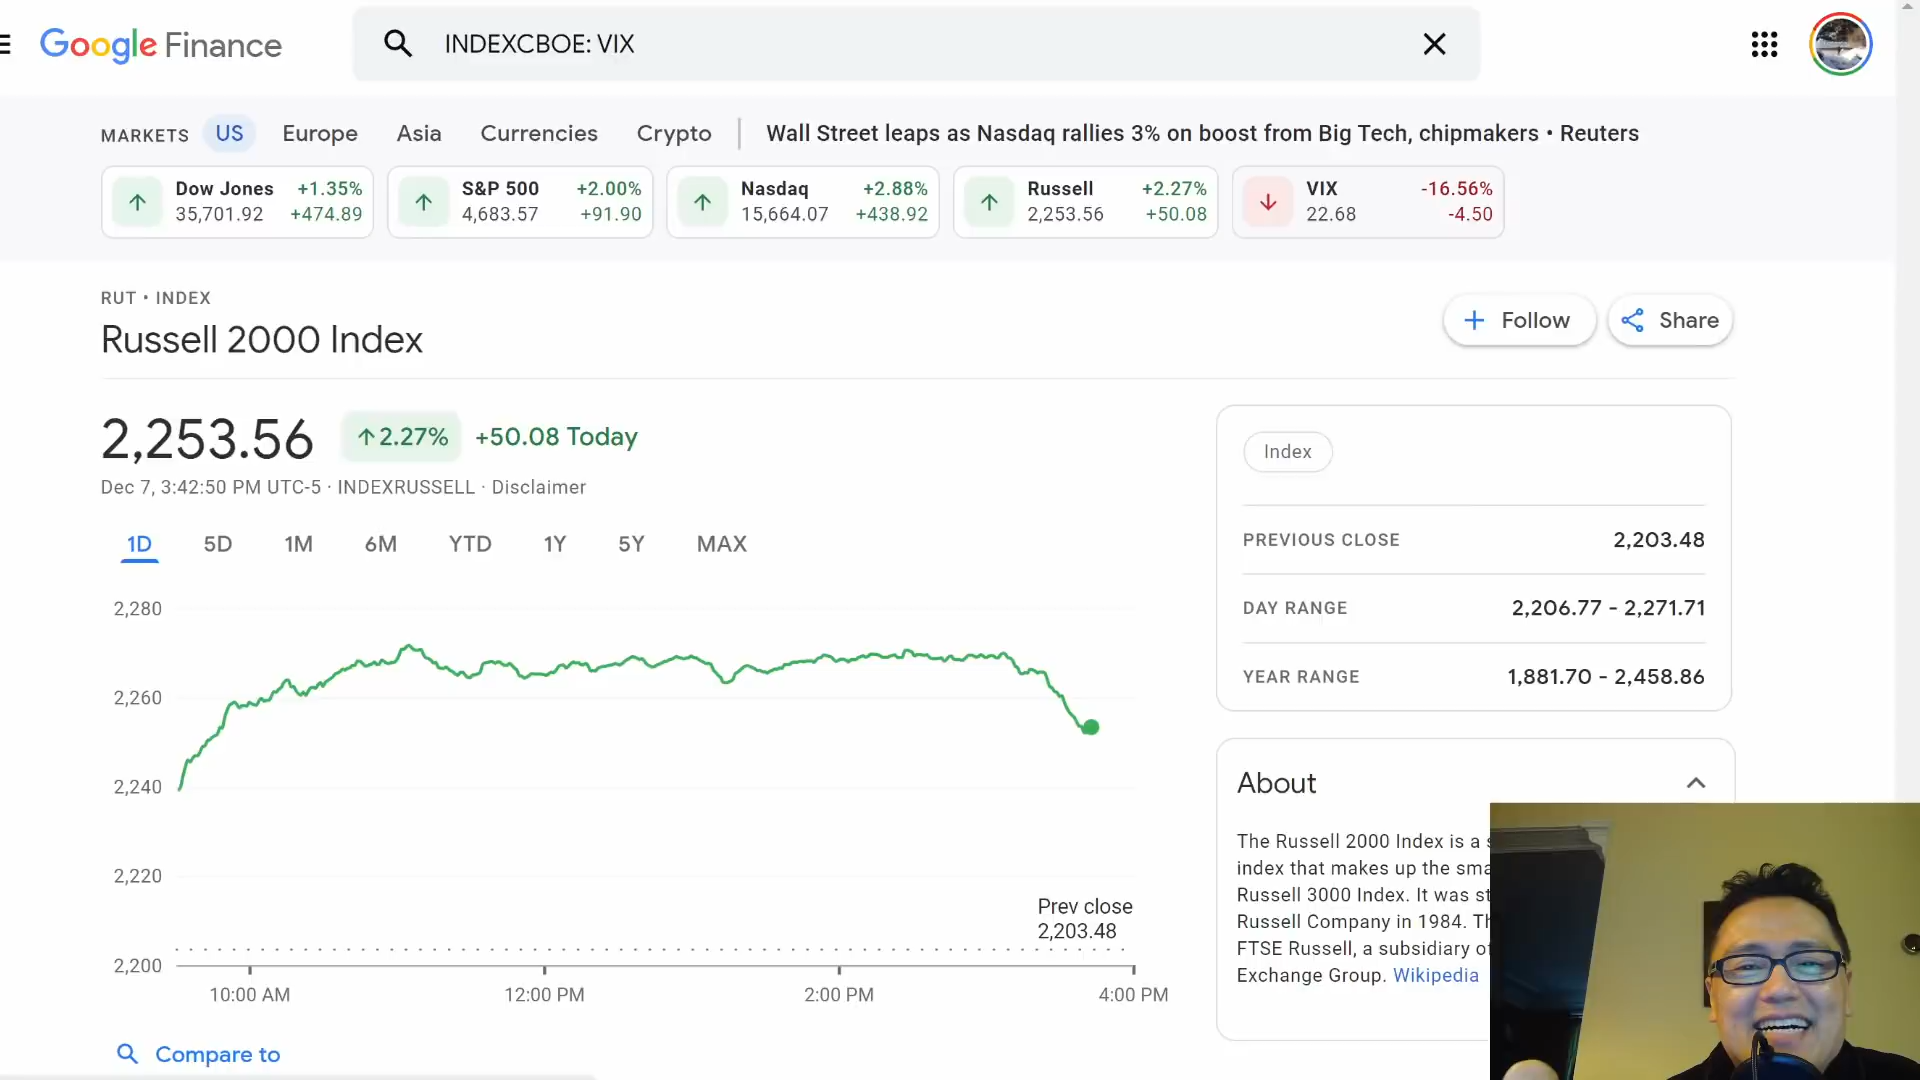 Google Finance
INDEXCBOE: VIX
MARKETS US Europe Asia Currencies Crypto Wall Street leaps as Nasdaq rallies 3% on boost from Big Tech, chipmakers • Reuters
Dow Jones +1.35%
35,701.92 +474.89
S&P 500 +2.00%
4,683.57 +91.90
Nasdaq +2.88%
15,664.07 +438.92
Russell +2.27%
2,253.56 +50.08
VIX -16.56%
22.68 -4.50
RUT • INDEX
Russell 2000 Index
Follow
Share
2,253.56 ↑2.27% +50.08 Today
Dec 7, 3:42:50 PM UTC-5 · INDEXRUSSELL · Disclaimer
1D 5D 1M 6M YTD 1Y 5Y MAX
2,280
2,260
2,240
2,220
2,200
Prev close
2,203.48
10:00 AM 12:00 PM 2:00 PM 4:00 PM
Compare to
Index
PREVIOUS CLOSE 2,203.48
DAY RANGE 2,206.77 - 2,271.71
YEAR RANGE 1,881.70 - 2,458.86
About
The Russell 2000 Index is a
index that makes up the
Russell 3000 Index. It was
Russell Company in 1984.
FTSE Russell, a subsidiary
Exchange Group. Wikipedia